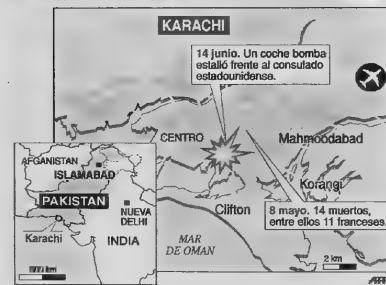 KARACHI
14 junio. Un coche bomba
estalló frente al consulado
estadounidense.
CENTRO
Mahmoodabad
Korangi
Clifton
8 mayo. 14 muertos,
entre ellos 11 franceses.
MAR
DE OMAN
2 km
AFGANISTAN
ISLAMABAD
PAKISTAN
NUEVA
DELHI
Karachi
INDIA
AFP